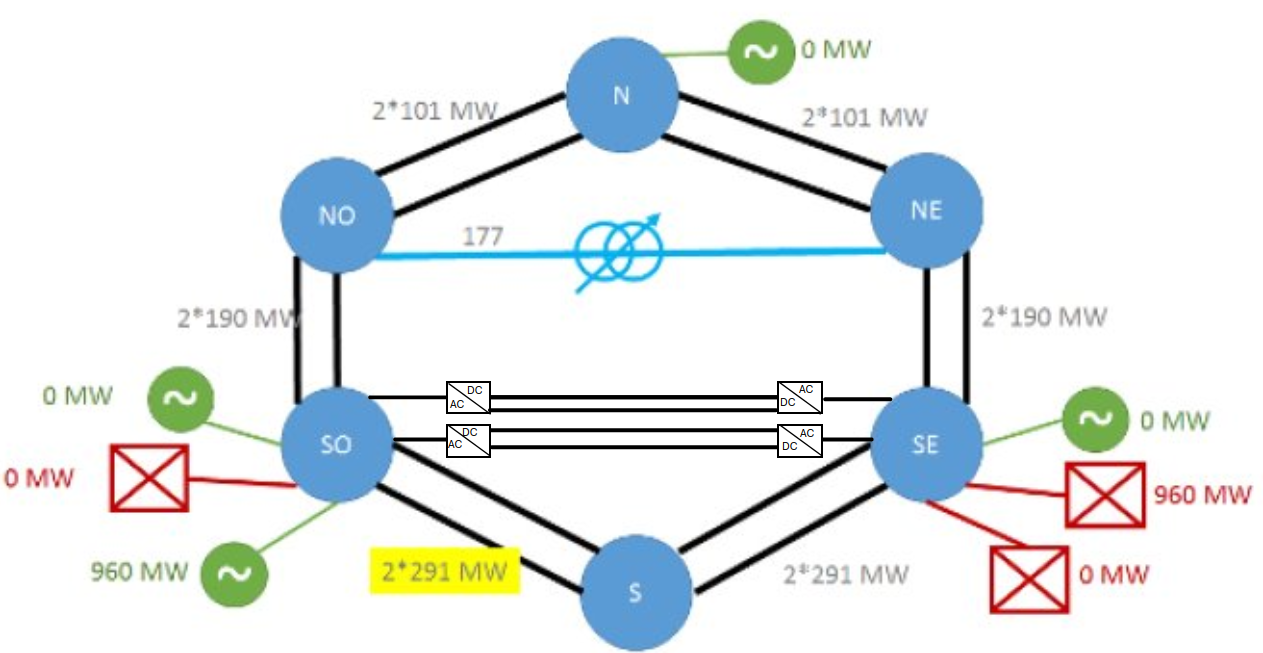 0 MW
N
2*101 MW
2*101 MW
NO
NE
177
2*190 MW
2*190 MW
0 MW
DC
AC
AC
DC
0 MW
SO
DC
AC
AC
DC
SE
0 MW
960 MW
960 MW
2*291 MW
S
2*291 MW
0 MW